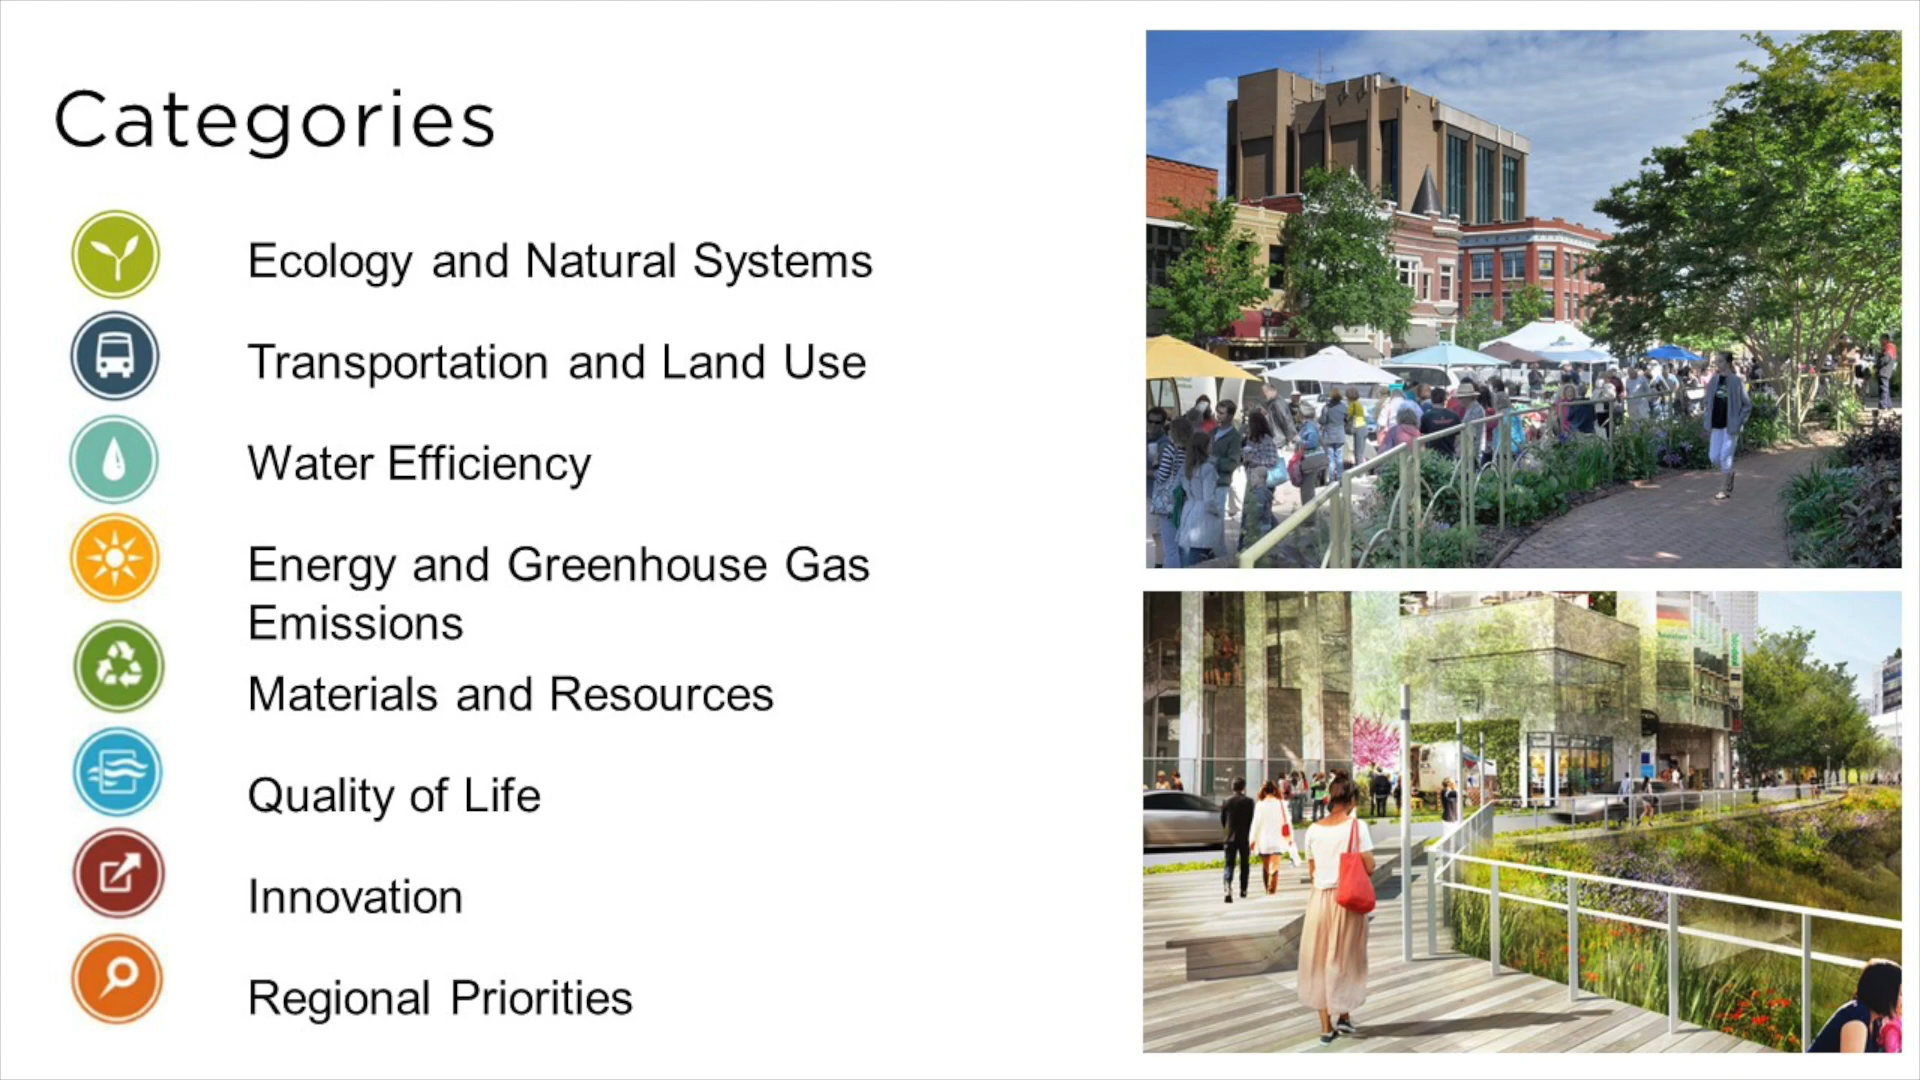 Categories
Ecology and Natural Systems
Transportation and Land Use
Water Efficiency
Energy and Greenhouse Gas
Emissions
Materials and Resources
Quality of Life
Innovation
Regional Priorities